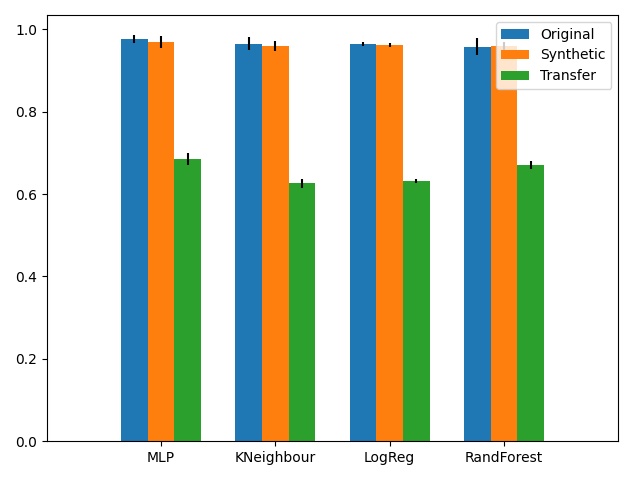 1.0
0.8
0.6
0.4
0.2
0.0
MLP
KNeighbour
LogReg
RandForest
Original
Synthetic
Transfer